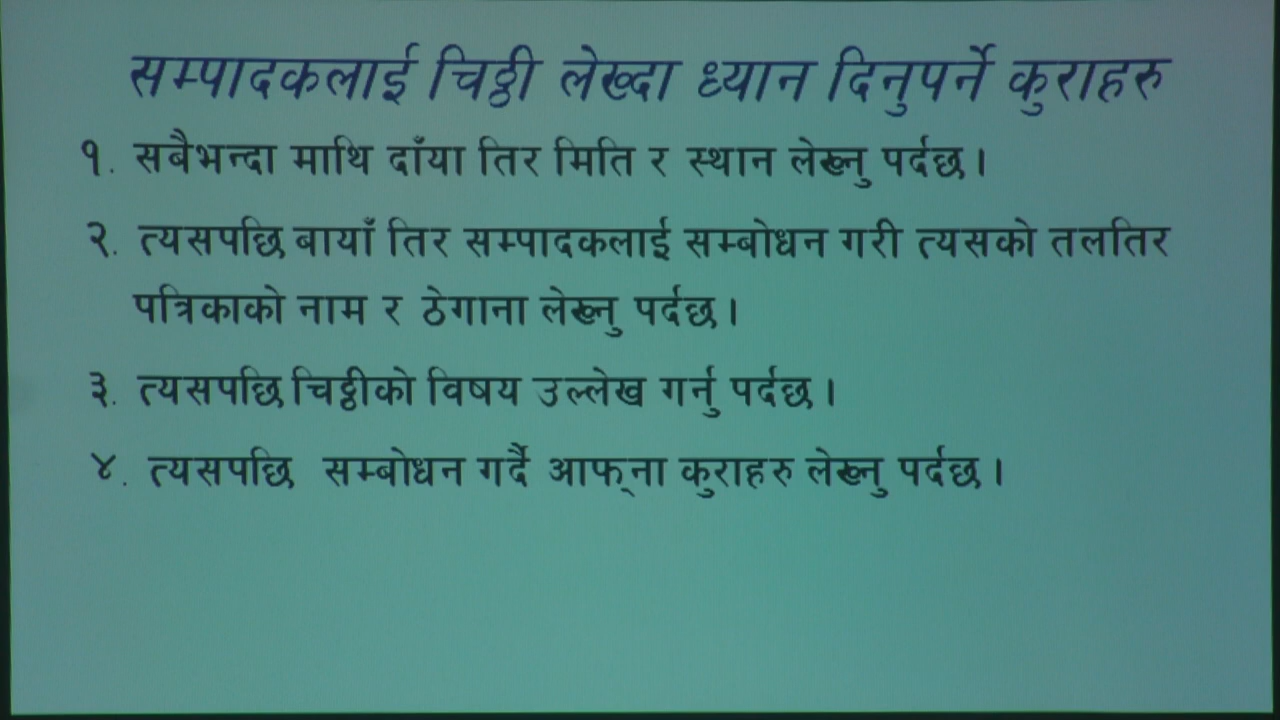 सम्पादकलाई चिठ्ठी लेख्दा ध्यान दिनुपर्ने कुराहरु
१. सबैभन्दा माथि दाँया तिर मिति र स्थान लेख्नु पर्दछ।
२. त्यसपछि बायाँ तिर सम्पादकलाई सम्बोधन गरी त्यसको तलतिर
पत्रिकाको नाम र ठेगाना लेख्नु पर्दछ।
३. त्यसपछि चिठ्ठीको विषय उल्लेख गर्नु पर्दछ।
४. त्यसपछि सम्बोधन गर्दै आफ्‌ना कुराहरु लेख्नु पर्दछ।